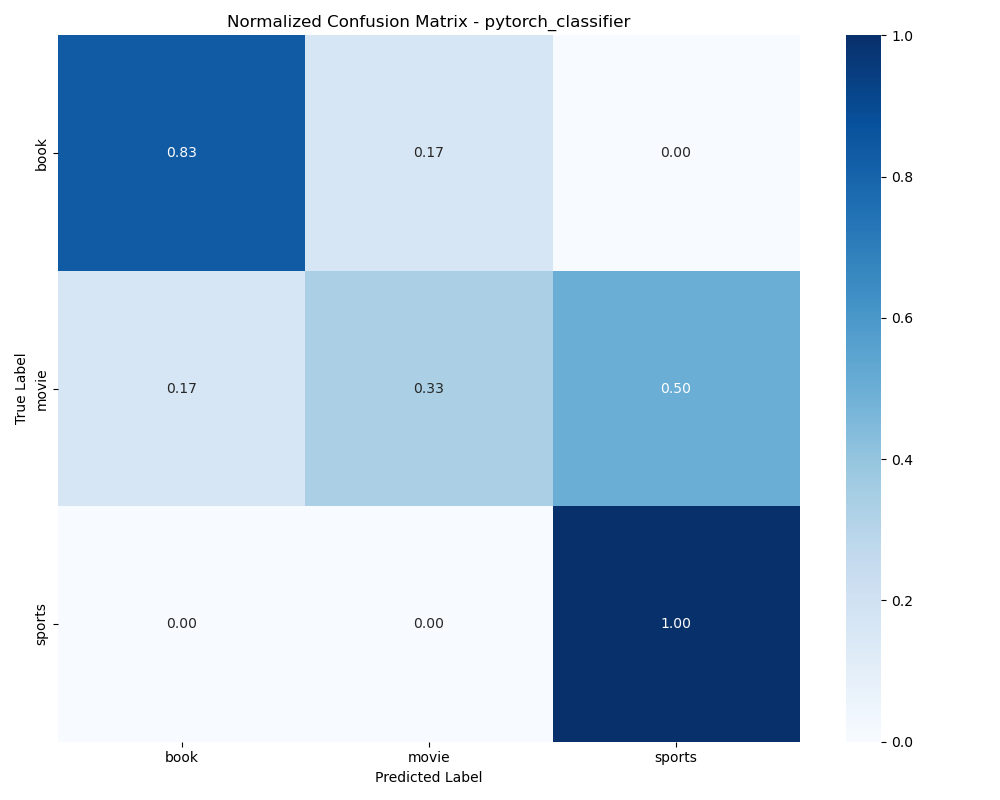 Normalized Confusion Matrix - pytorch_classifier
True Label
book
movie
sports
0.83 0.17 0.00
0.17 0.33 0.50
0.00 0.00 1.00
book movie sports
Predicted Label
1.0
0.8
0.6
0.4
0.2
0.0